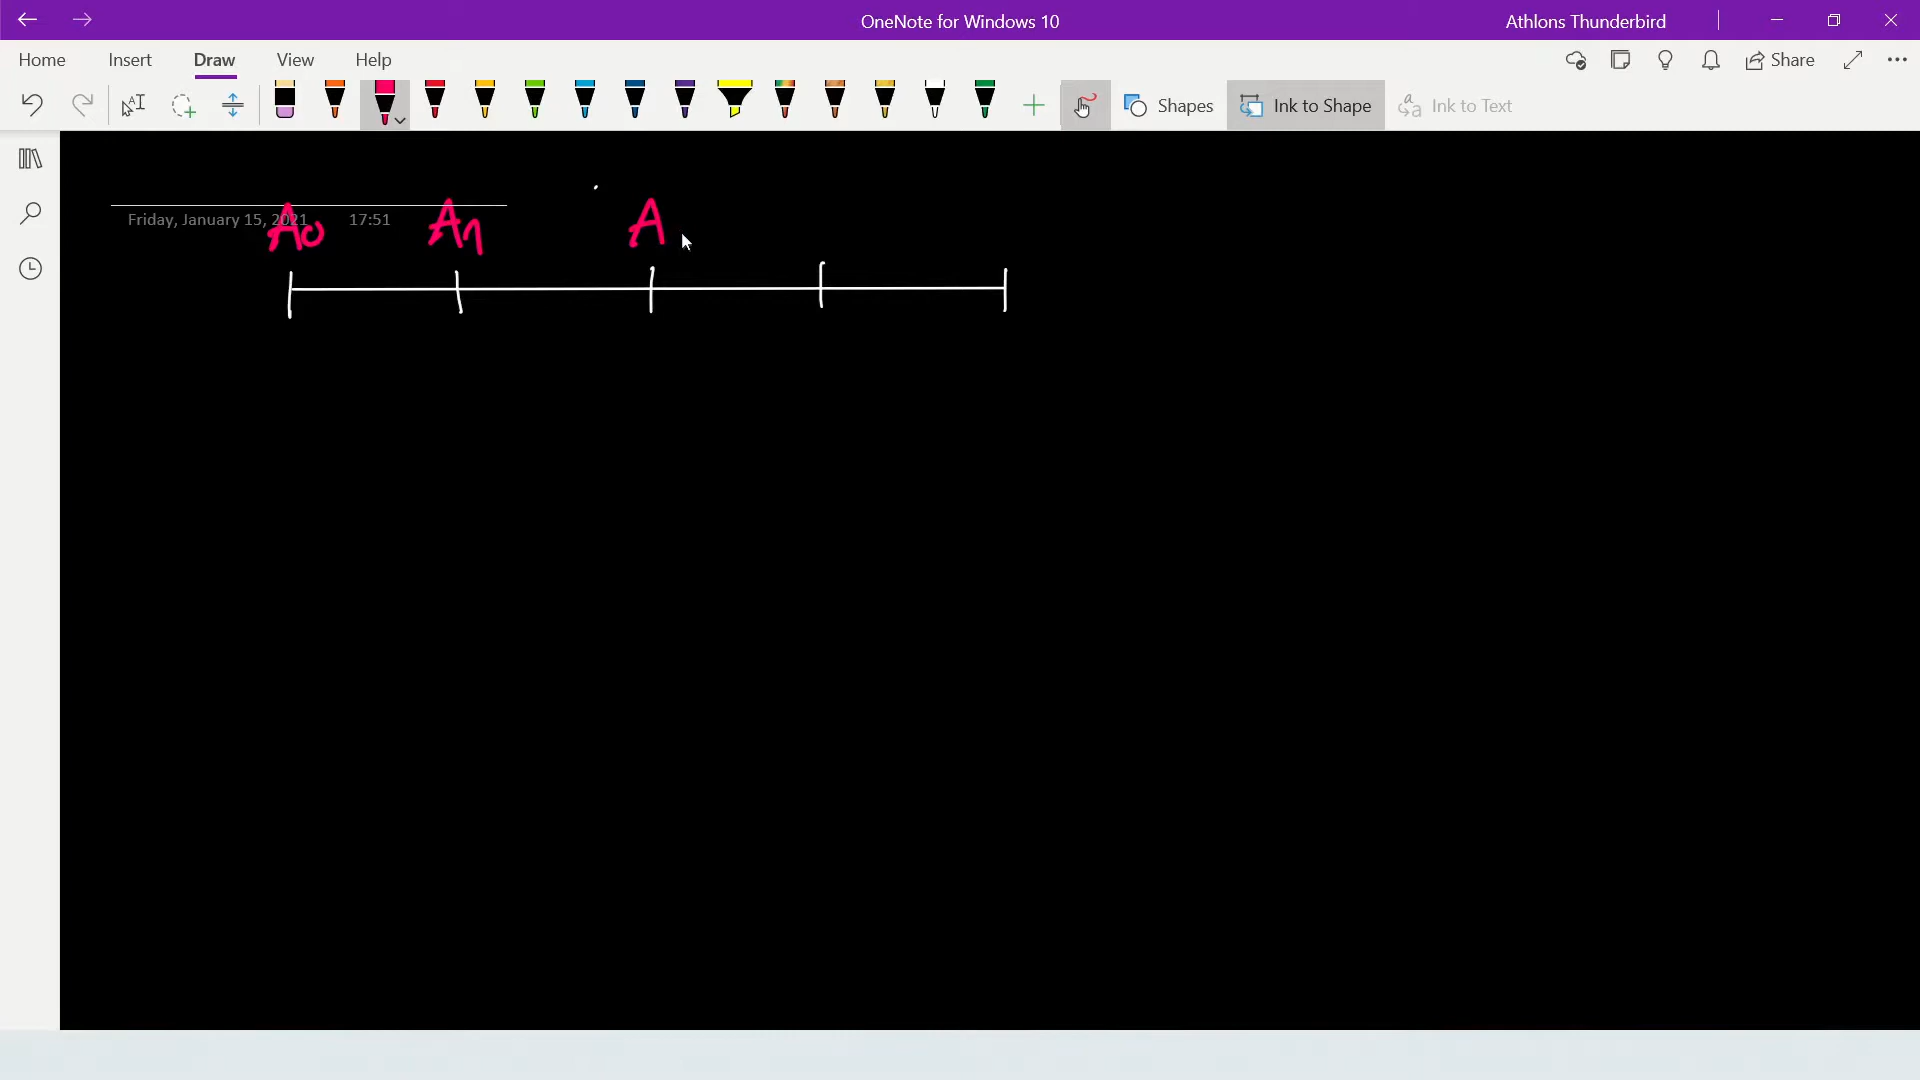 OneNote for Windows 10
Athlons Thunderbird
Home Insert Draw View Help
Share
Shapes
Ink to Shape
Ink to Text
Friday, January 15, 2021 17:51
A0 A1 A